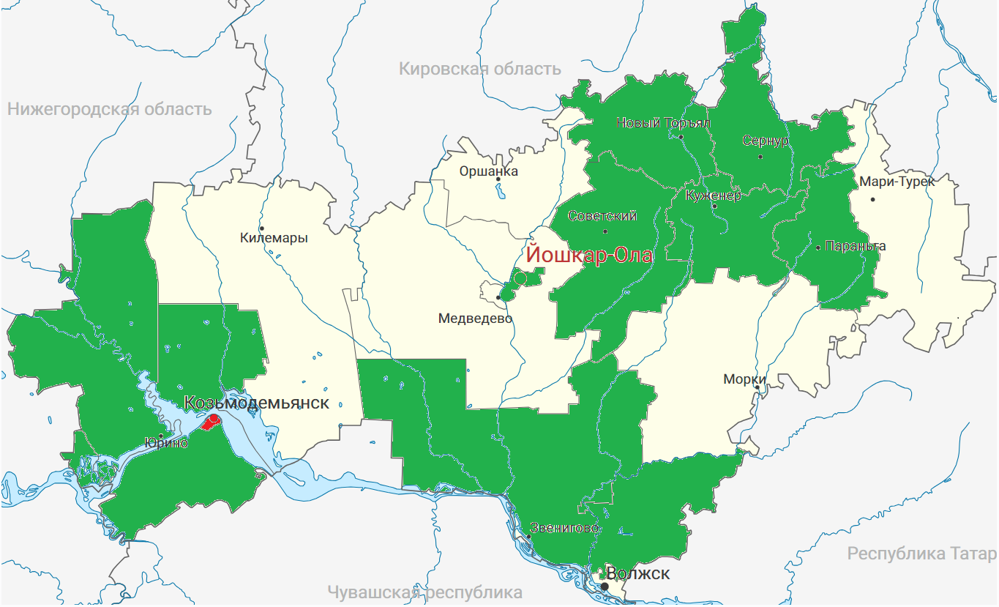 Кировская область
Нижегородская область
Новый Торъял
Сернур
Оршанка
Мари-Турек
Куженер
Советский
Килемары
Параньга
Йошкар-Ола
Медведево
Морки
Козьмодемьянск
Юрино
Звенигово
Республика Татар
Волжск
Чувашская республика